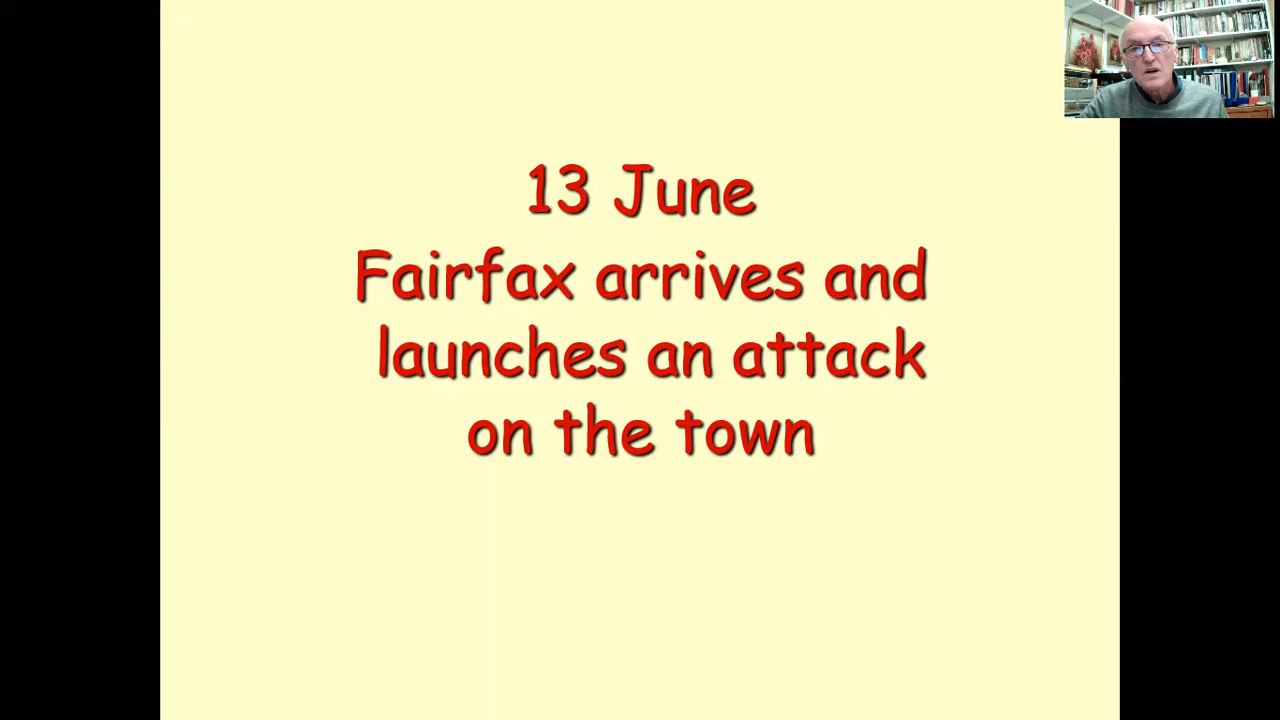 13 June
Fairfax arrives and
launches an attack
on the town